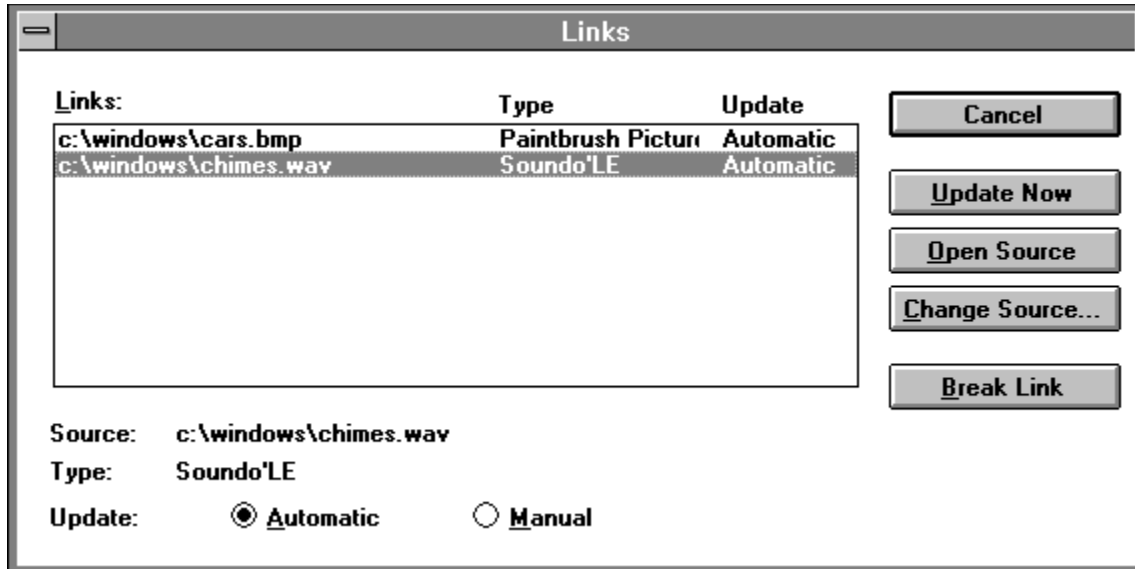 Links
Links: Type Update
c:\windows\cars.bmp Paintbrush Picture Automatic
c:\windows\chimes.wav Soundo'LE Automatic
Cancel
Update Now
Open Source
Change Source...
Break Link
Source: c:\windows\chimes.wav
Type: Soundo'LE
Update: Automatic Manual